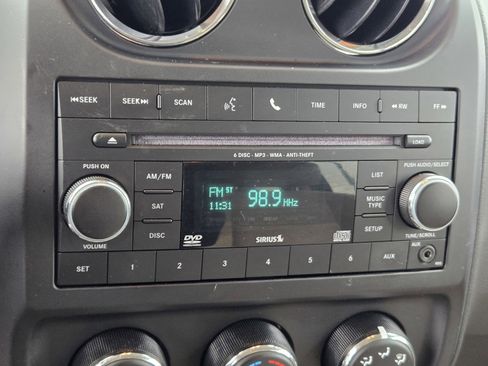 ⏮SEEK SEEK⏭ SCAN TIME INFO ◄◄ RW FF ►►
LOAD
6 DISC • MP3 • WMA • ANTI-THEFT
PUSH ON
PUSH AUDIO/SELECT
AM/FM
LIST
FM ST 98.9 MHz
11:31
SAT
MUSIC
TYPE
DISC
SETUP
VOLUME
DVD
SIRIUS
disc
TUNE/SCROLL
AUX
SET 1 2 3 4 5 6 AUX